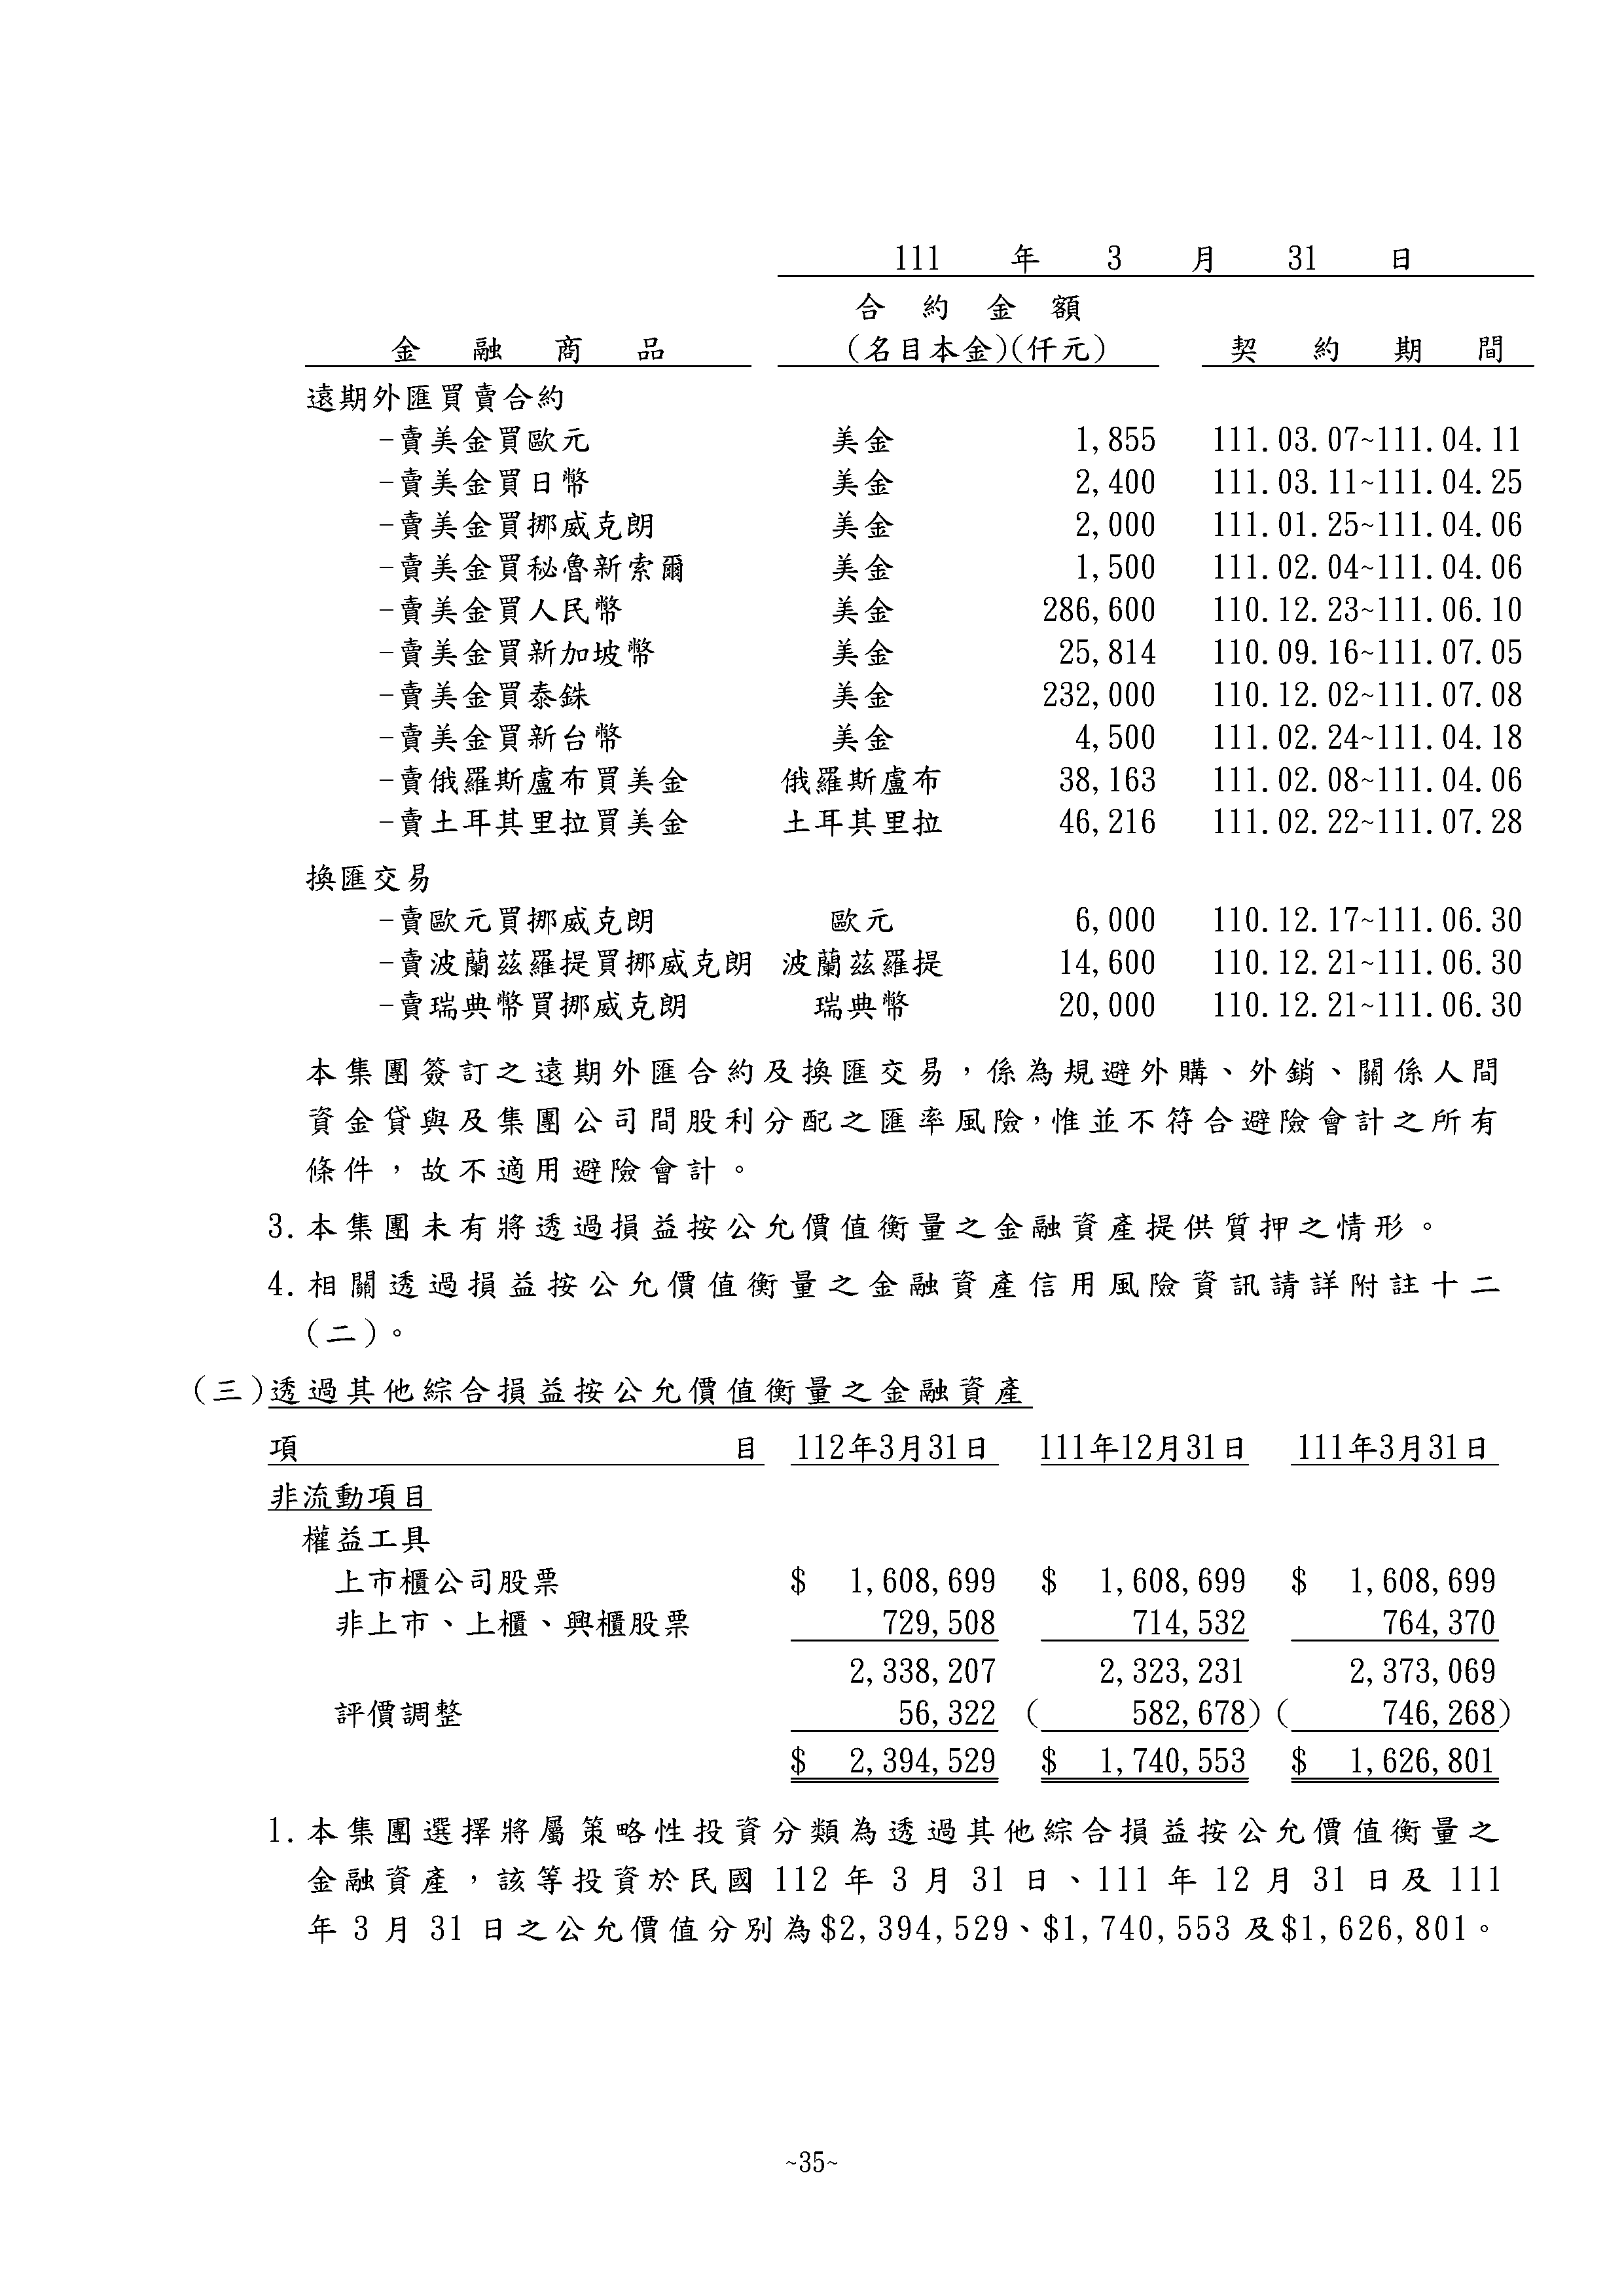 111 年 3 月 31 日
合約金額
金融商品 (名目本金)(仟元) 契約期間
遠期外匯買賣合約
-賣美金買歐元 美金 1,855 111.03.07~111.04.11
-賣美金買日幣 美金 2,400 111.03.11~111.04.25
-賣美金買挪威克朗 美金 2,000 111.01.25~111.04.06
-賣美金買秘魯新索爾 美金 1,500 111.02.04~111.04.06
-賣美金買人民幣 美金 286,600 110.12.23~111.06.10
-賣美金買新加坡幣 美金 25,814 110.09.16~111.07.05
-賣美金買泰銖 美金 232,000 110.12.02~111.07.08
-賣美金買新台幣 美金 4,500 111.02.24~111.04.18
-賣俄羅斯盧布買美金 俄羅斯盧布 38,163 111.02.08~111.04.06
-賣土耳其里拉買美金 土耳其里拉 46,216 111.02.22~111.07.28
換匯交易
-賣歐元買挪威克朗 歐元 6,000 110.12.17~111.06.30
-賣波蘭茲羅提買挪威克朗 波蘭茲羅提 14,600 110.12.21~111.06.30
-賣瑞典幣買挪威克朗 瑞典幣 20,000 110.12.21~111.06.30
本集團簽訂之遠期外匯合約及換匯交易，係為規避外購、外銷、關係人間
資金貸與及集團公司間股利分配之匯率風險，惟並不符合避險會計之所有
條件，故不適用避險會計。
3.本集團未有將透過損益按公允價值衡量之金融資產提供質押之情形。
4.相關透過損益按公允價值衡量之金融資產信用風險資訊請詳附註十二
(二)。
(三)透過其他綜合損益按公允價值衡量之金融資產
項目 112年3月31日 111年12月31日 111年3月31日
非流動項目
權益工具
上市櫃公司股票 $ 1,608,699 $ 1,608,699 $ 1,608,699
非上市、上櫃、興櫃股票 729,508 714,532 764,370
2,338,207 2,323,231 2,373,069
評價調整 56,322 ( 582,678) ( 746,268)
$ 2,394,529 $ 1,740,553 $ 1,626,801
1.本集團選擇將屬策略性投資分類為透過其他綜合損益按公允價值衡量之
金融資產，該等投資於民國 112 年 3 月 31 日、111 年 12 月 31 日及 111
年 3 月 31 日之公允價值分別為$2,394,529、$1,740,553 及$1,626,801。
~35~